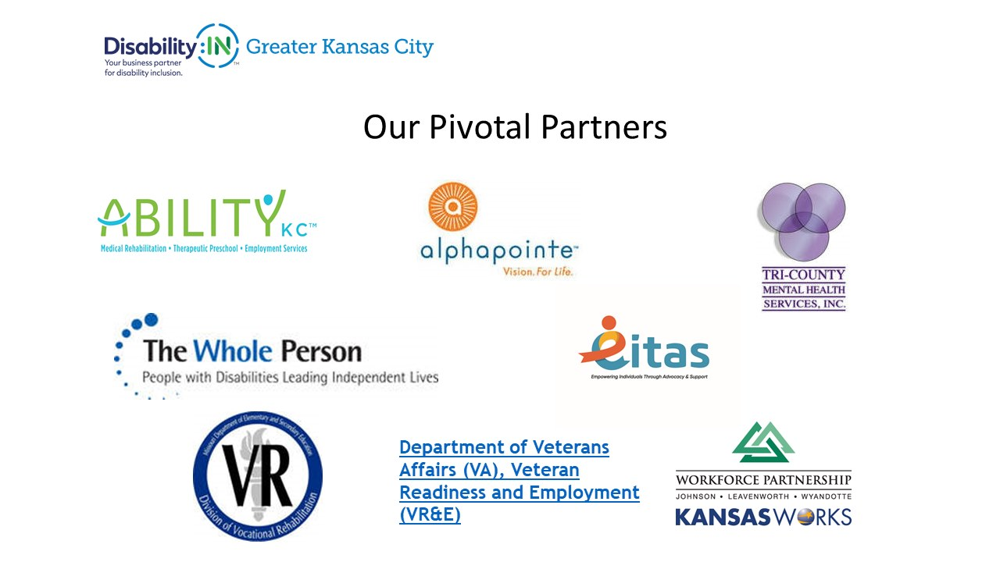 Disability:IN™ Greater Kansas City
Your business partner
for disability inclusion.
Our Pivotal Partners
ABILITY KC™
Medical Rehabilitation • Therapeutic Preschool • Employment Services
alphapointe™
Vision. For Life.
TRI-COUNTY
MENTAL HEALTH
SERVICES, INC.
The Whole Person
People with Disabilities Leading Independent Lives
eitas
Empowering Individuals Through Advocacy & Support
Missouri Department of Elementary and Secondary Education
VR
Division of Vocational Rehabilitation
Department of Veterans
Affairs (VA), Veteran
Readiness and Employment
(VR&E)
WORKFORCE PARTNERSHIP
JOHNSON • LEAVENWORTH • WYANDOTTE
KANSASWORKS